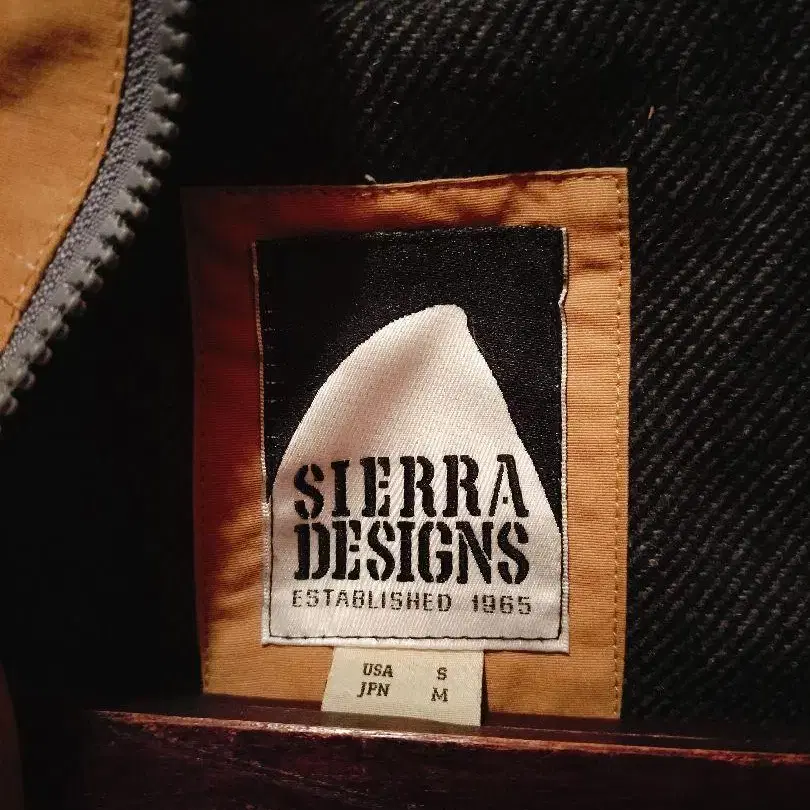 SIERRA
DESIGNS
ESTABLISHED 1965
USA S
JPN M